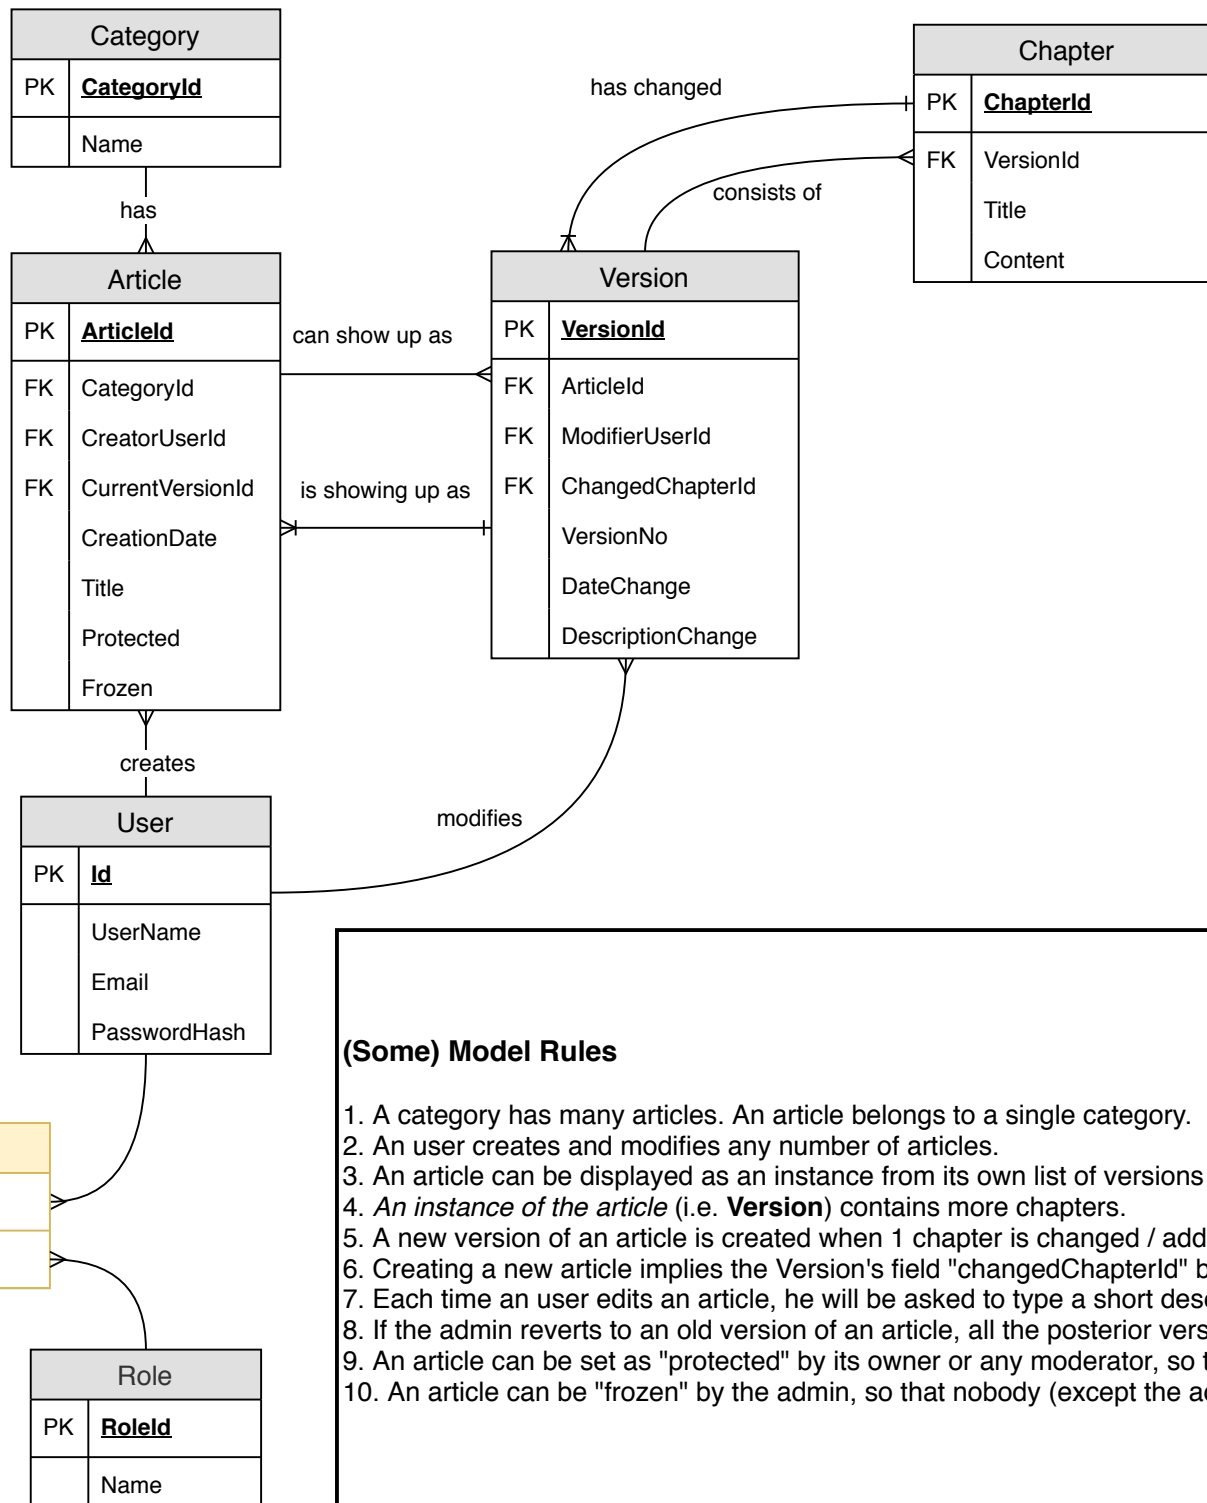 Category
PK CategoryId
Name
has
Article
PK ArticleId
FK CategoryId
FK CreatorUserId
FK CurrentVersionId
CreationDate
Title
Protected
Frozen
can show up as
is showing up as
has changed
consists of
Chapter
PK ChapterId
FK VersionId
Title
Content
Version
PK VersionId
FK ArticleId
FK ModifierUserId
FK ChangedChapterId
VersionNo
DateChange
DescriptionChange
creates
modifies
User
PK Id
UserName
Email
PasswordHash
Role
PK RoleId
Name
(Some) Model Rules
1. A category has many articles. An article belongs to a single category.
2. An user creates and modifies any number of articles.
3. An article can be displayed as an instance from its own list of versions
4. An instance of the article (i.e. Version) contains more chapters.
5. A new version of an article is created when 1 chapter is changed / add
6. Creating a new article implies the Version's field "changedChapterId" b
7. Each time an user edits an article, he will be asked to type a short des
8. If the admin reverts to an old version of an article, all the posterior vers
9. An article can be set as "protected" by its owner or any moderator, so t
10. An article can be "frozen" by the admin, so that nobody (except the a